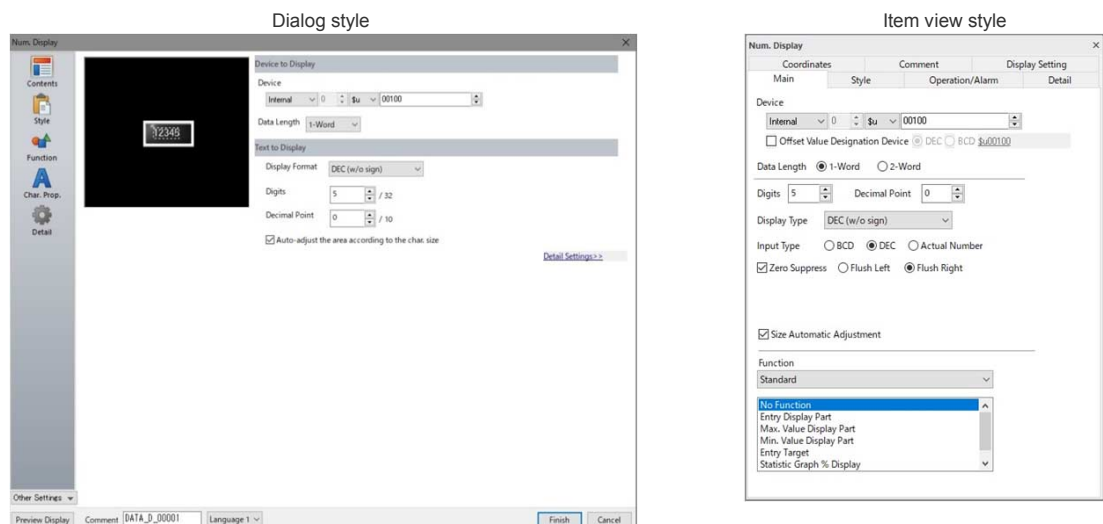 Dialog style
Num. Display
Contents
Style
Function
Char. Prop.
Detail
12345
Device to Display
Device
Internal 0 $u 00100
Data Length 1-Word
Text to Display
Display Format DEC (w/o sign)
Digits 5 / 32
Decimal Point 0 / 10
Auto-adjust the area according to the char. size
Detail Settings>>
Other Settings
Preview Display Comment DATA_D_00001 Language 1 Finish Cancel
Item view style
Num. Display
Coordinates Comment Display Setting
Main Style Operation/Alarm Detail
Device
Internal 0 $u 00100
Offset Value Designation Device DEC BCD $u00100
Data Length 1-Word 2-Word
Digits 5 Decimal Point 0
Display Type DEC (w/o sign)
Input Type BCD DEC Actual Number
Zero Suppress Flush Left Flush Right
Size Automatic Adjustment
Function
Standard
No Function
Entry Display Part
Max. Value Display Part
Min. Value Display Part
Entry Target
Statistic Graph % Display